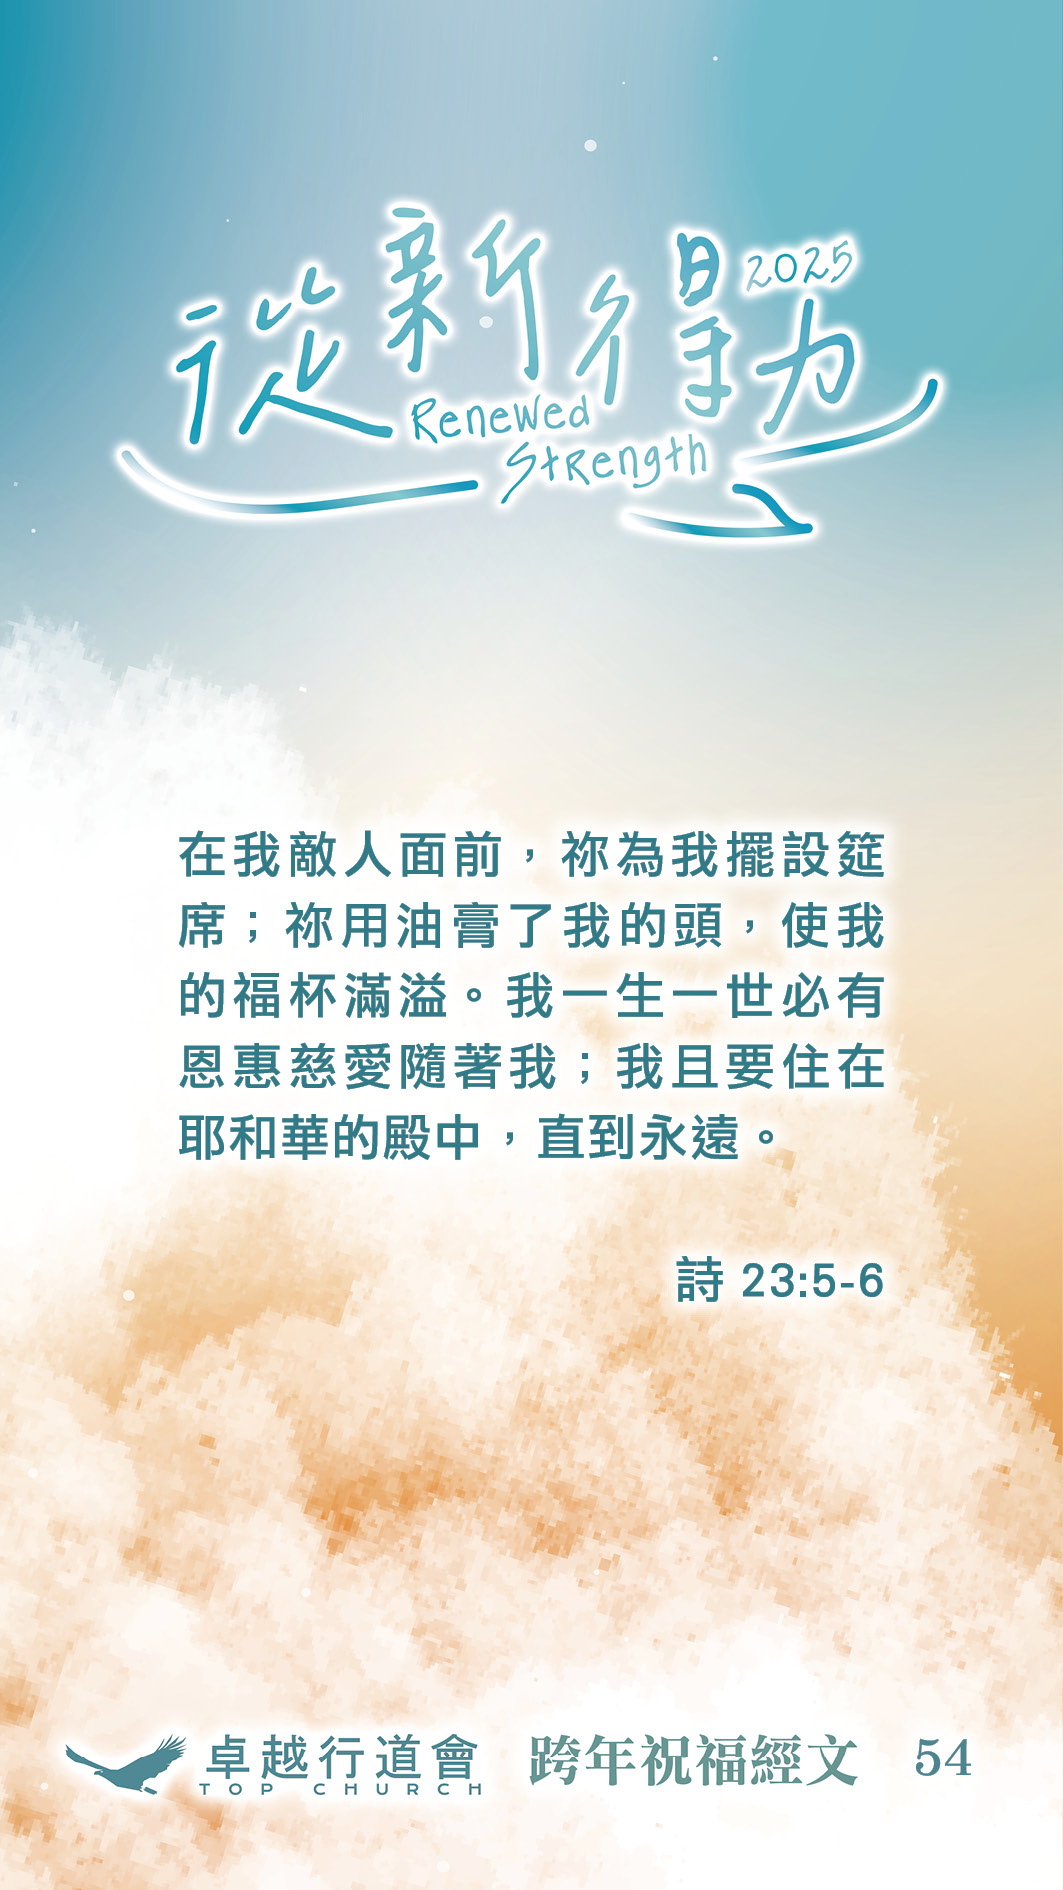 從新得力 2025
Renewed
Strength
在我敵人面前，祢為我擺設筵
席；祢用油膏了我的頭，使我
的福杯滿溢。我一生一世必有
恩惠慈愛隨著我；我且要住在
耶和華的殿中，直到永遠。
詩 23:5-6
卓越行道會 跨年祝福經文 54
TOP CHURCH